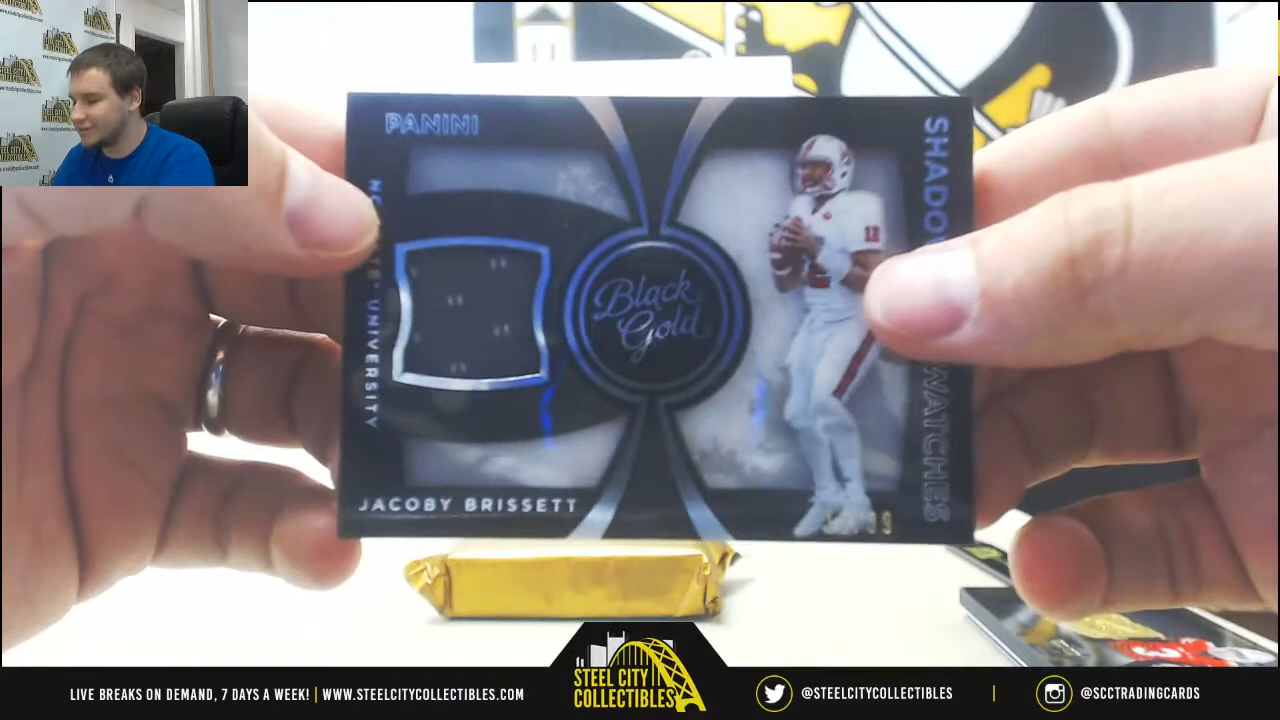 PANINI
SHADOW
SWATCHES
UNIVERSITY
Black
Gold
12
JACOBY BRISSETT
STEEL CITY
COLLECTIBLES
LIVE BREAKS ON DEMAND, 7 DAYS A WEEK! | WWW.STEELCITYCOLLECTIBLES.COM
@STEELCITYCOLLECTIBLES | @SCCTRADINGCARDS